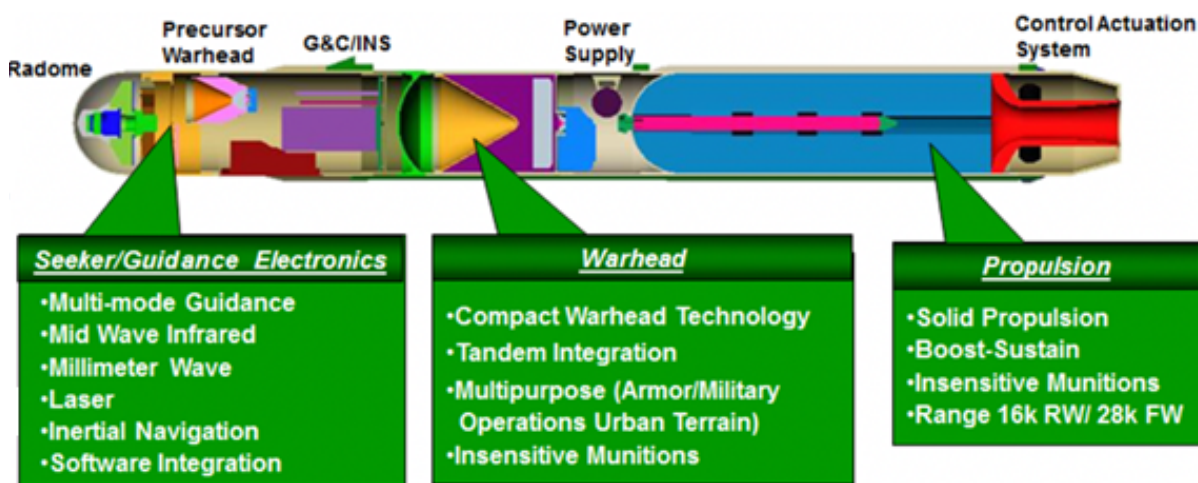 Radome
Precursor
Warhead
G&C/INS
Power
Supply
Control Actuation
System
Seeker/Guidance Electronics
•Multi-mode Guidance
•Mid Wave Infrared
•Millimeter Wave
•Laser
•Inertial Navigation
•Software Integration
Warhead
•Compact Warhead Technology
•Tandem Integration
•Multipurpose (Armor/Military
Operations Urban Terrain)
•Insensitive Munitions
Propulsion
•Solid Propulsion
•Boost-Sustain
•Insensitive Munitions
•Range 16k RW/ 28k FW